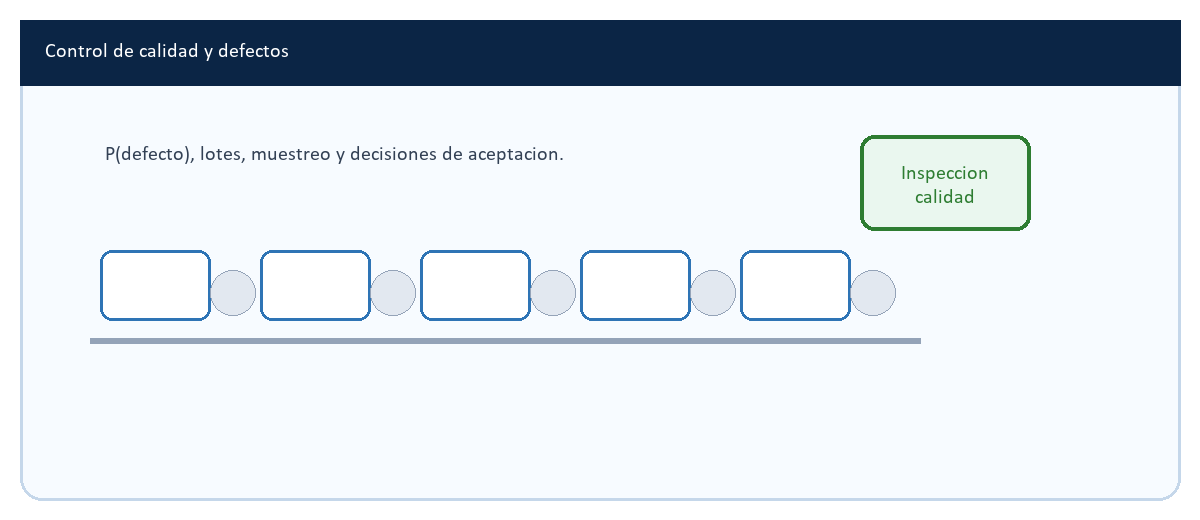 Control de calidad y defectos
P(defecto), lotes, muestreo y decisiones de aceptacion.
Inspeccion
calidad